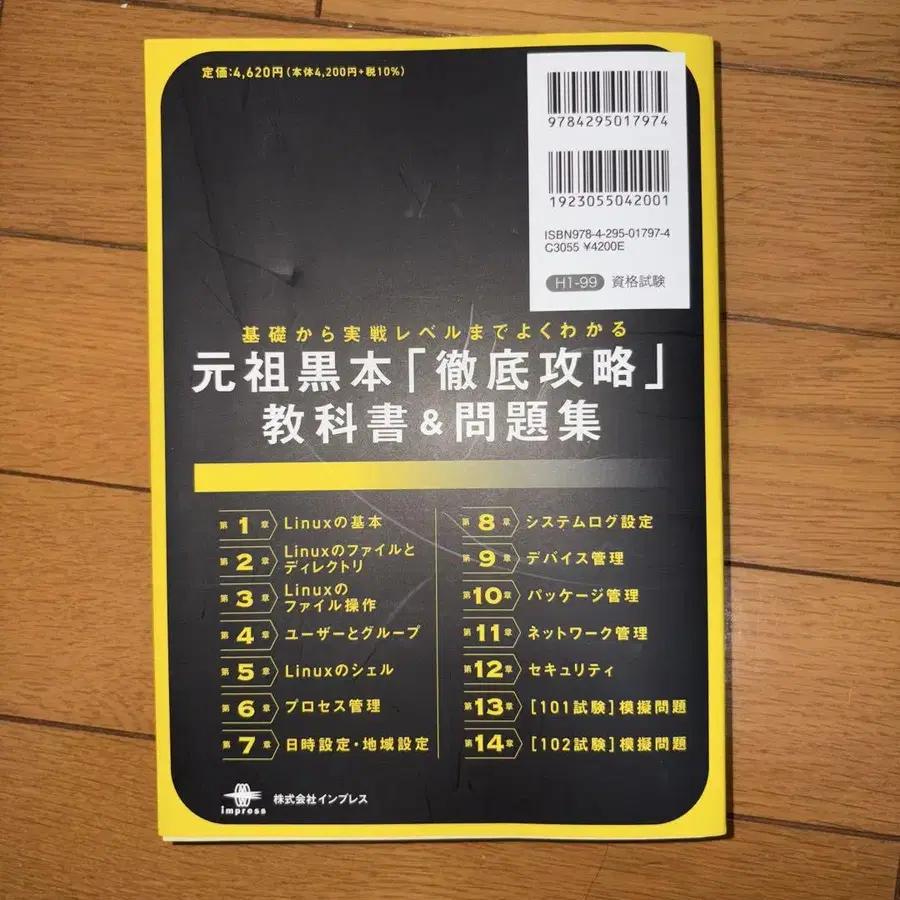 定価:4,620円(本体4,200円+税10%)
9784295017974
1923055042001
ISBN978-4-295-01797-4
C3055 ¥4200E
H1-99 資格試験
基礎から実戦レベルまでよくわかる
元祖黒本「徹底攻略」
教科書&問題集
第1章 Linuxの基本
第2章 Linuxのファイルと
ディレクトリ
第3章 Linuxの
ファイル操作
第4章 ユーザーとグループ
第5章 Linuxのシェル
第6章 プロセス管理
第7章 日時設定・地域設定
第8章 システムログ設定
第9章 デバイス管理
第10章 パッケージ管理
第11章 ネットワーク管理
第12章 セキュリティ
第13章 [101試験]模擬問題
第14章 [102試験]模擬問題
impress
株式会社インプレス